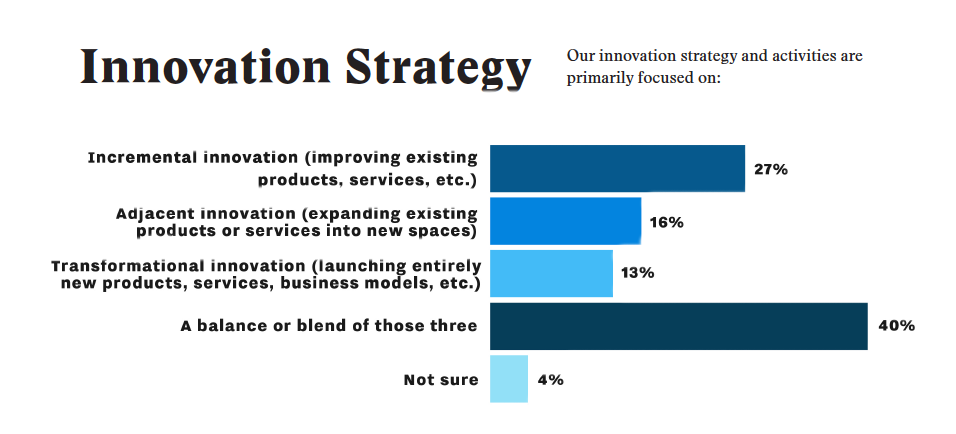 Innovation Strategy
Our innovation strategy and activities are
primarily focused on:
Incremental innovation (improving existing
products, services, etc.)
27%
Adjacent innovation (expanding existing
products or services into new spaces)
16%
Transformational innovation (launching entirely
new products, services, business models, etc.)
13%
A balance or blend of those three
40%
Not sure
4%